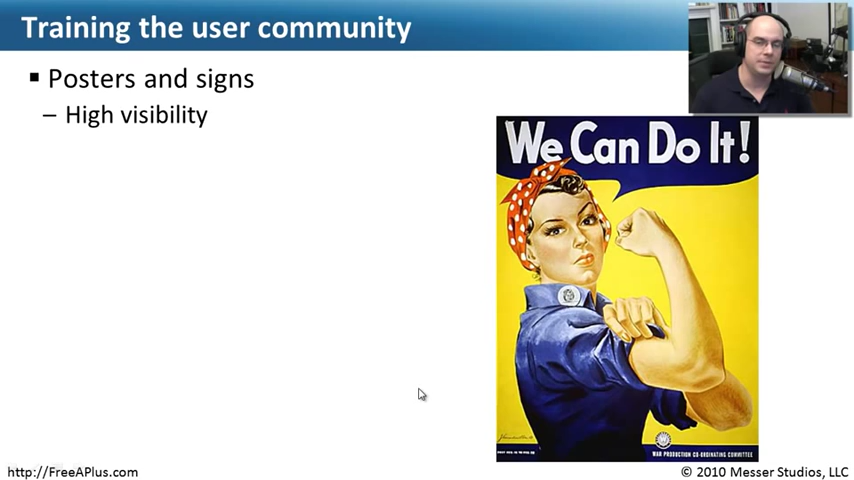 Training the user community
▪ Posters and signs
– High visibility
We Can Do It!
WAR PRODUCTION CO-ORDINATING COMMITTEE
http://FreeAPlus.com
© 2010 Messer Studios, LLC